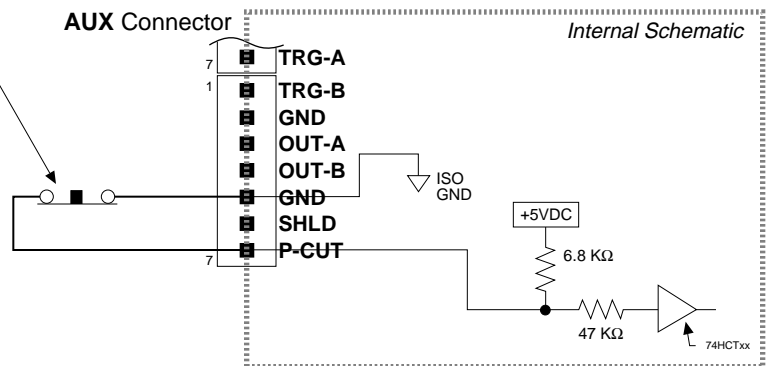 AUX Connector
Internal Schematic
7
TRG-A
1
TRG-B
GND
OUT-A
OUT-B
GND
ISO
GND
SHLD
+5VDC
7
P-CUT
6.8 KΩ
47 KΩ
74HCTxx